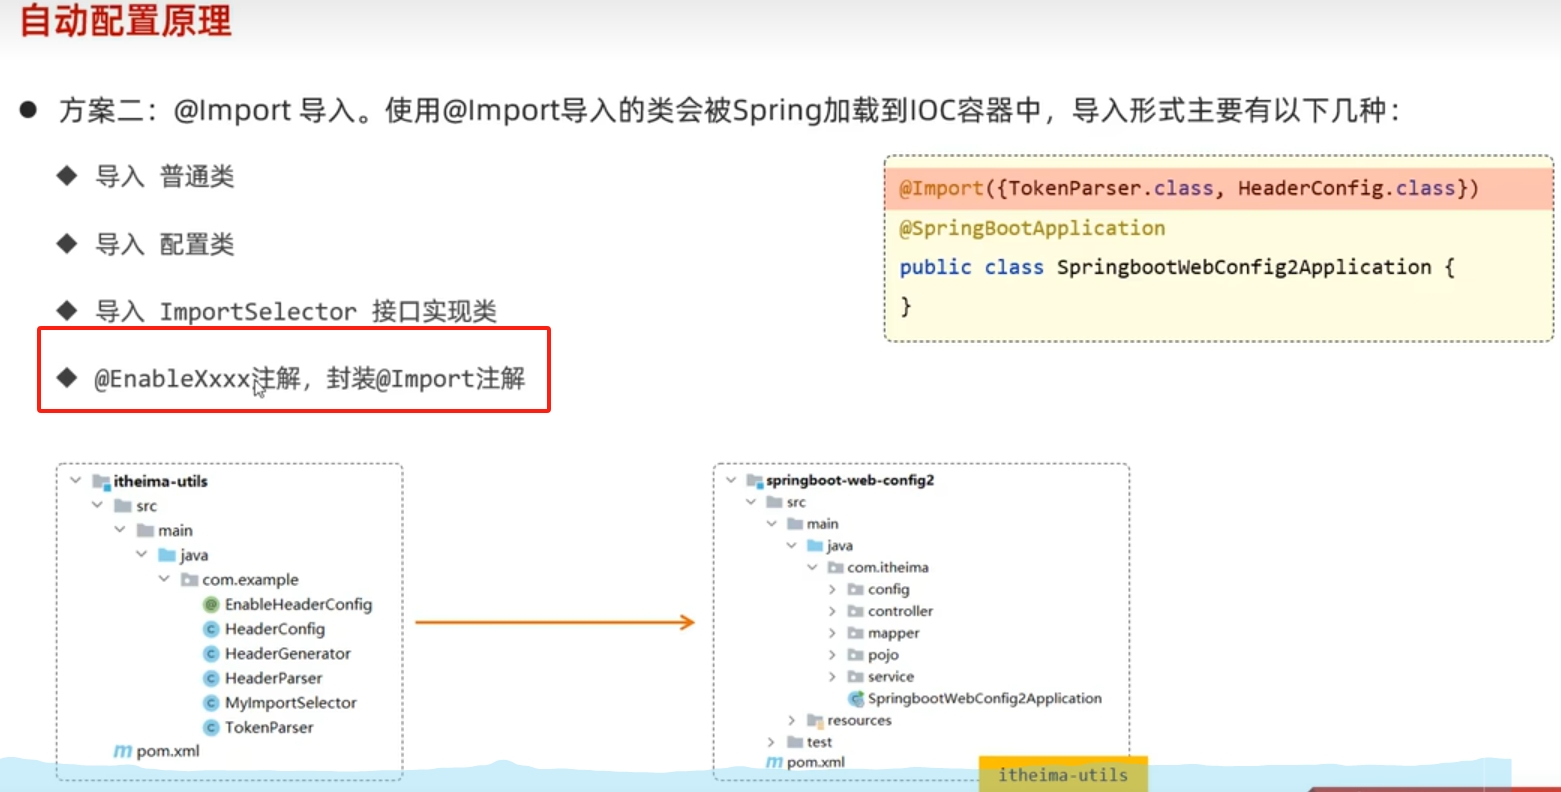 自动配置原理
● 方案二：@Import 导入。使用@Import导入的类会被Spring加载到IOC容器中，导入形式主要有以下几种：
◆ 导入 普通类
◆ 导入 配置类
◆ 导入 ImportSelector 接口实现类
◆ @EnableXxxx注解，封装@Import注解
@Import({TokenParser.class, HeaderConfig.class})
@SpringBootApplication
public class SpringbootWebConfig2Application {
}
itheima-utils
src
main
java
com.example
EnableHeaderConfig
HeaderConfig
HeaderGenerator
HeaderParser
MyImportSelector
TokenParser
pom.xml
springboot-web-config2
src
main
java
com.itheima
config
controller
mapper
pojo
service
SpringbootWebConfig2Application
resources
test
pom.xml
itheima-utils